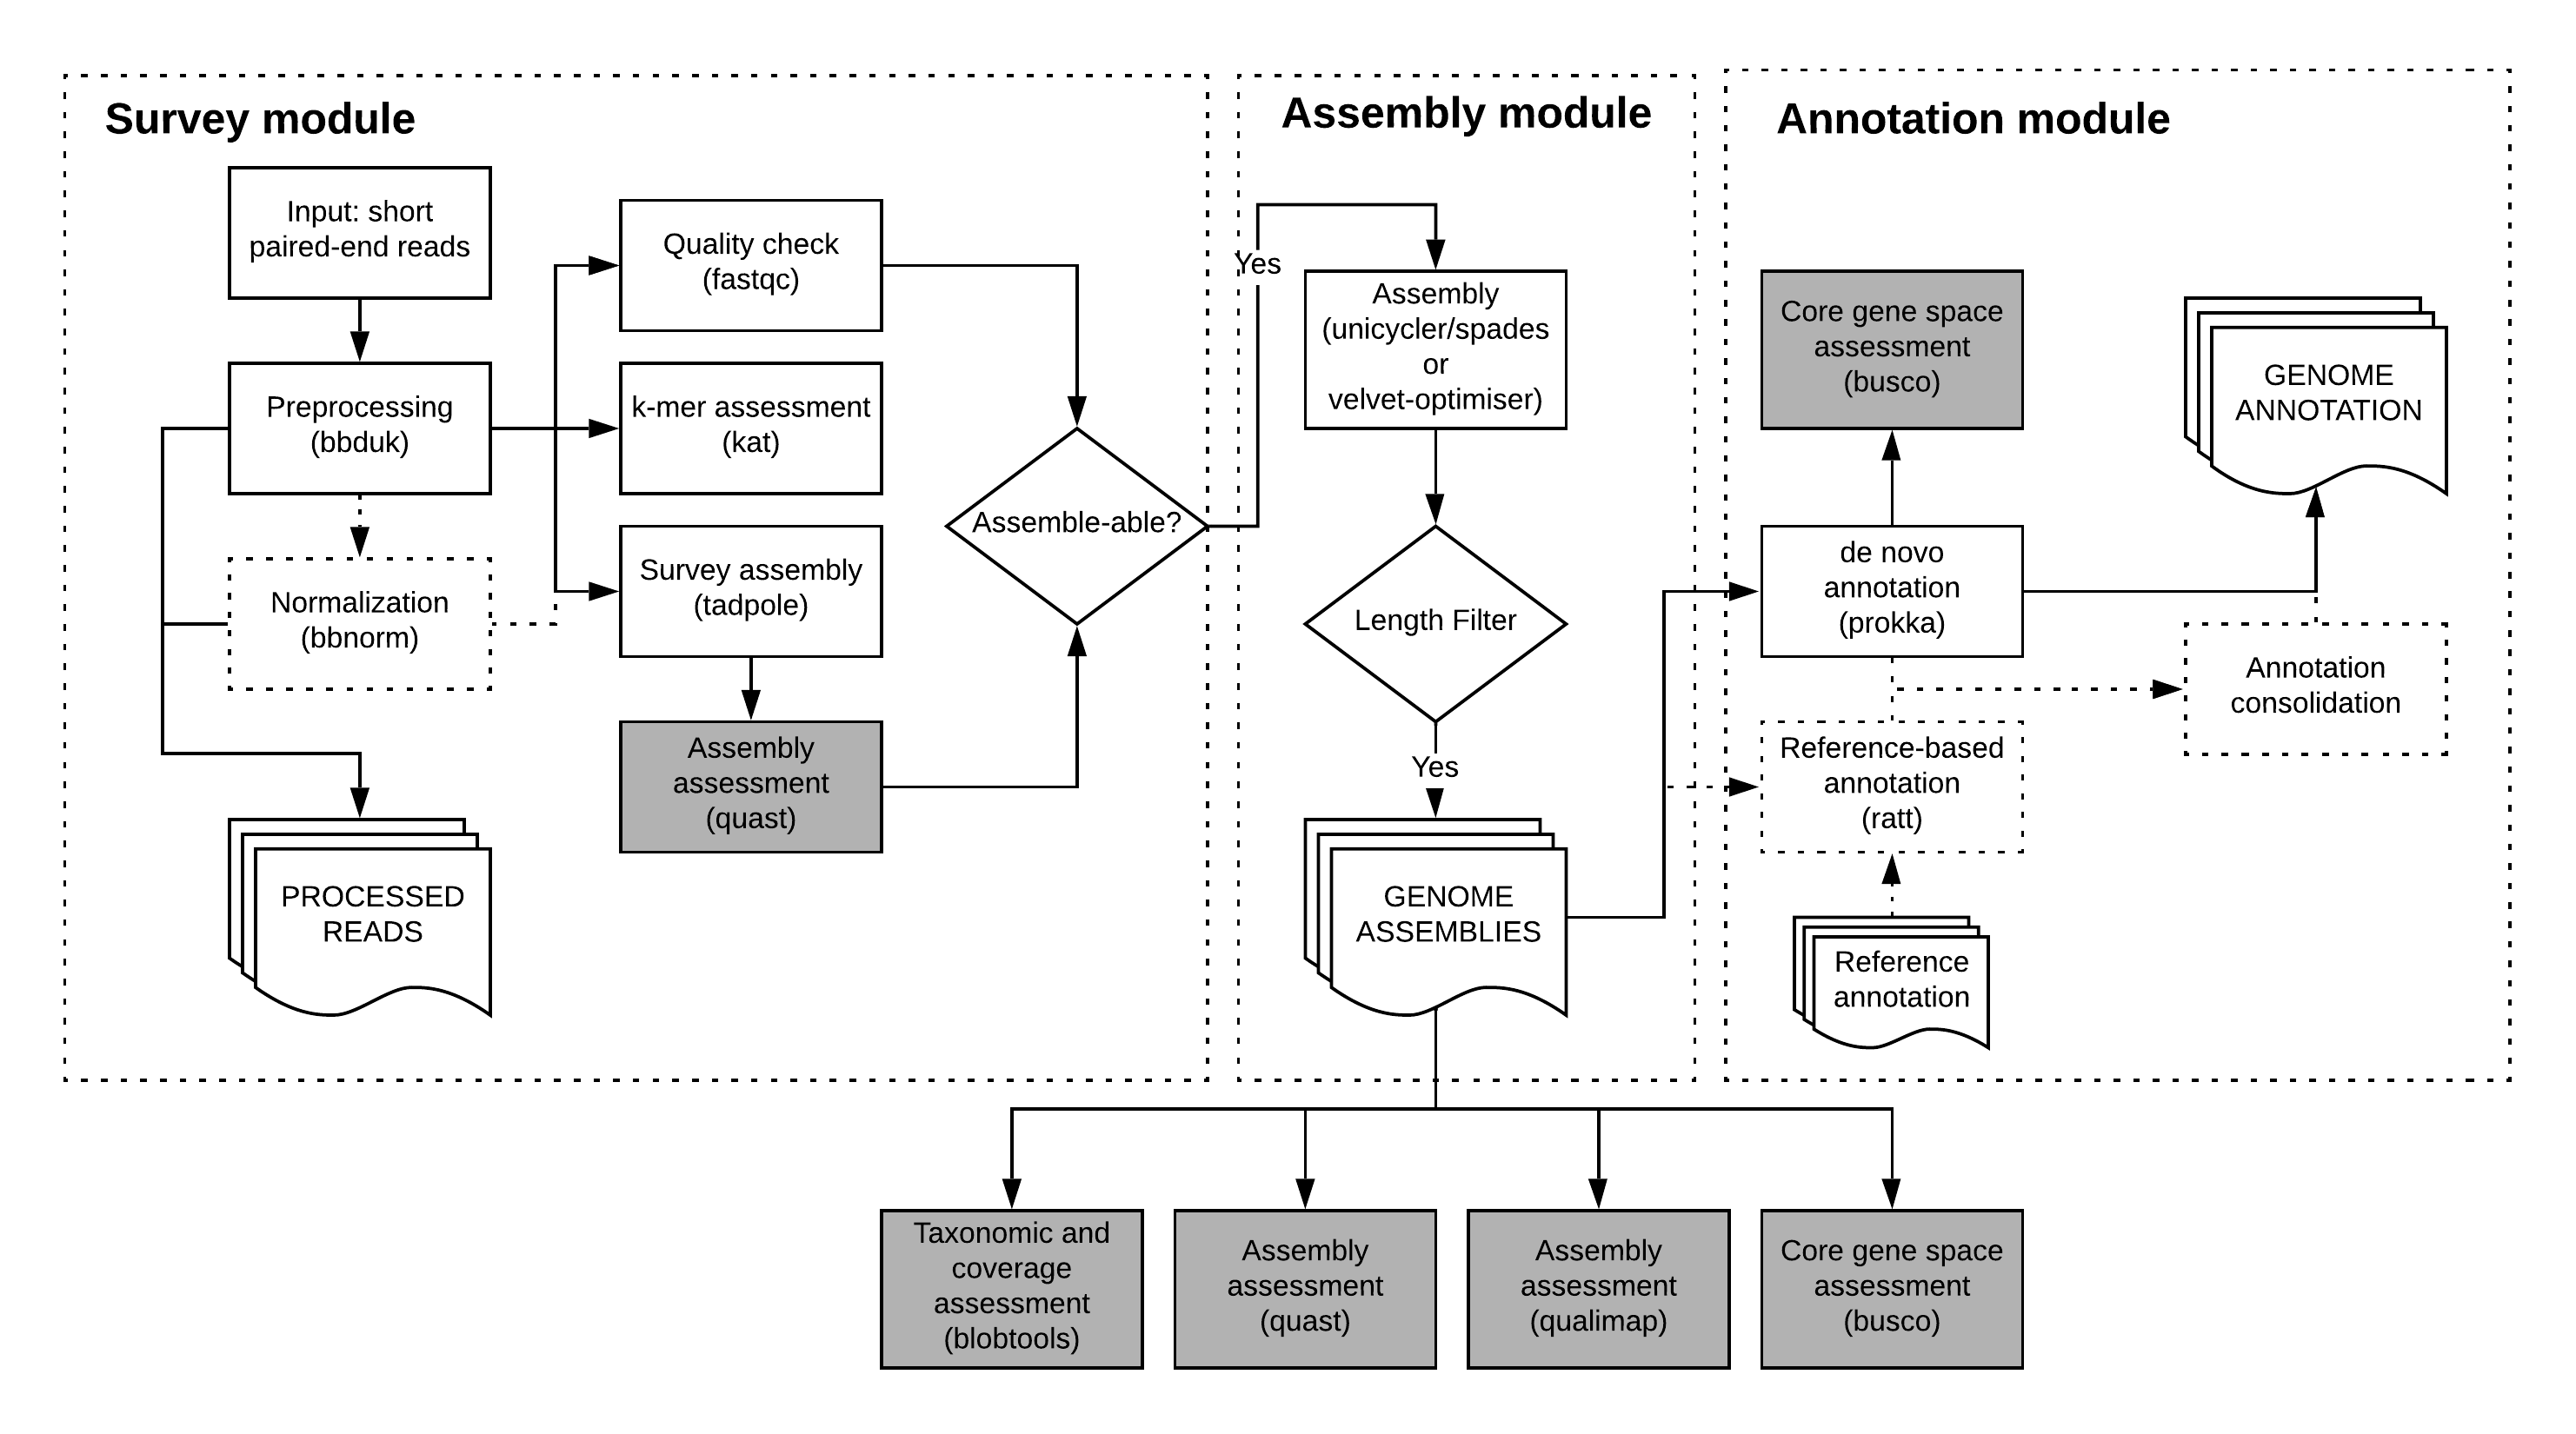 Survey module
Input: short
paired-end reads
Preprocessing
(bbduk)
Normalization
(bbnorm)
PROCESSED
READS
Quality check
(fastqc)
k-mer assessment
(kat)
Survey assembly
(tadpole)
Assembly
assessment
(quast)
Assemble-able?
Yes
Assembly module
Assembly
(unicycler/spades
or
velvet-optimiser)
Length Filter
Yes
GENOME
ASSEMBLIES
Annotation module
Core gene space
assessment
(busco)
de novo
annotation
(prokka)
Reference-based
annotation
(ratt)
Reference
annotation
GENOME
ANNOTATION
Annotation
consolidation
Taxonomic and
coverage
assessment
(blobtools)
Assembly
assessment
(quast)
Assembly
assessment
(qualimap)
Core gene space
assessment
(busco)